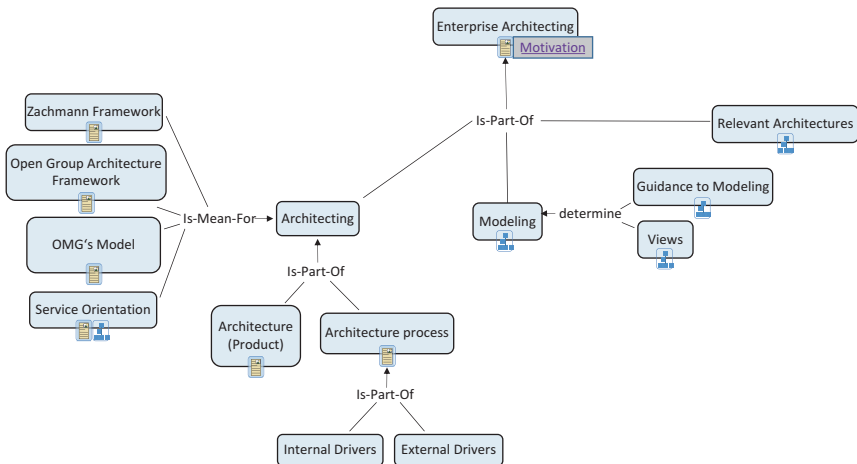 Enterprise Architecting
Motivation
Zachmann Framework
Is-Part-Of
Relevant Architectures
Open Group Architecture
Framework
Guidance to Modeling
Is-Mean-For
Architecting
Modeling
determine
OMG's Model
Views
Is-Part-Of
Service Orientation
Architecture
(Product)
Architecture process
Is-Part-Of
Internal Drivers
External Drivers